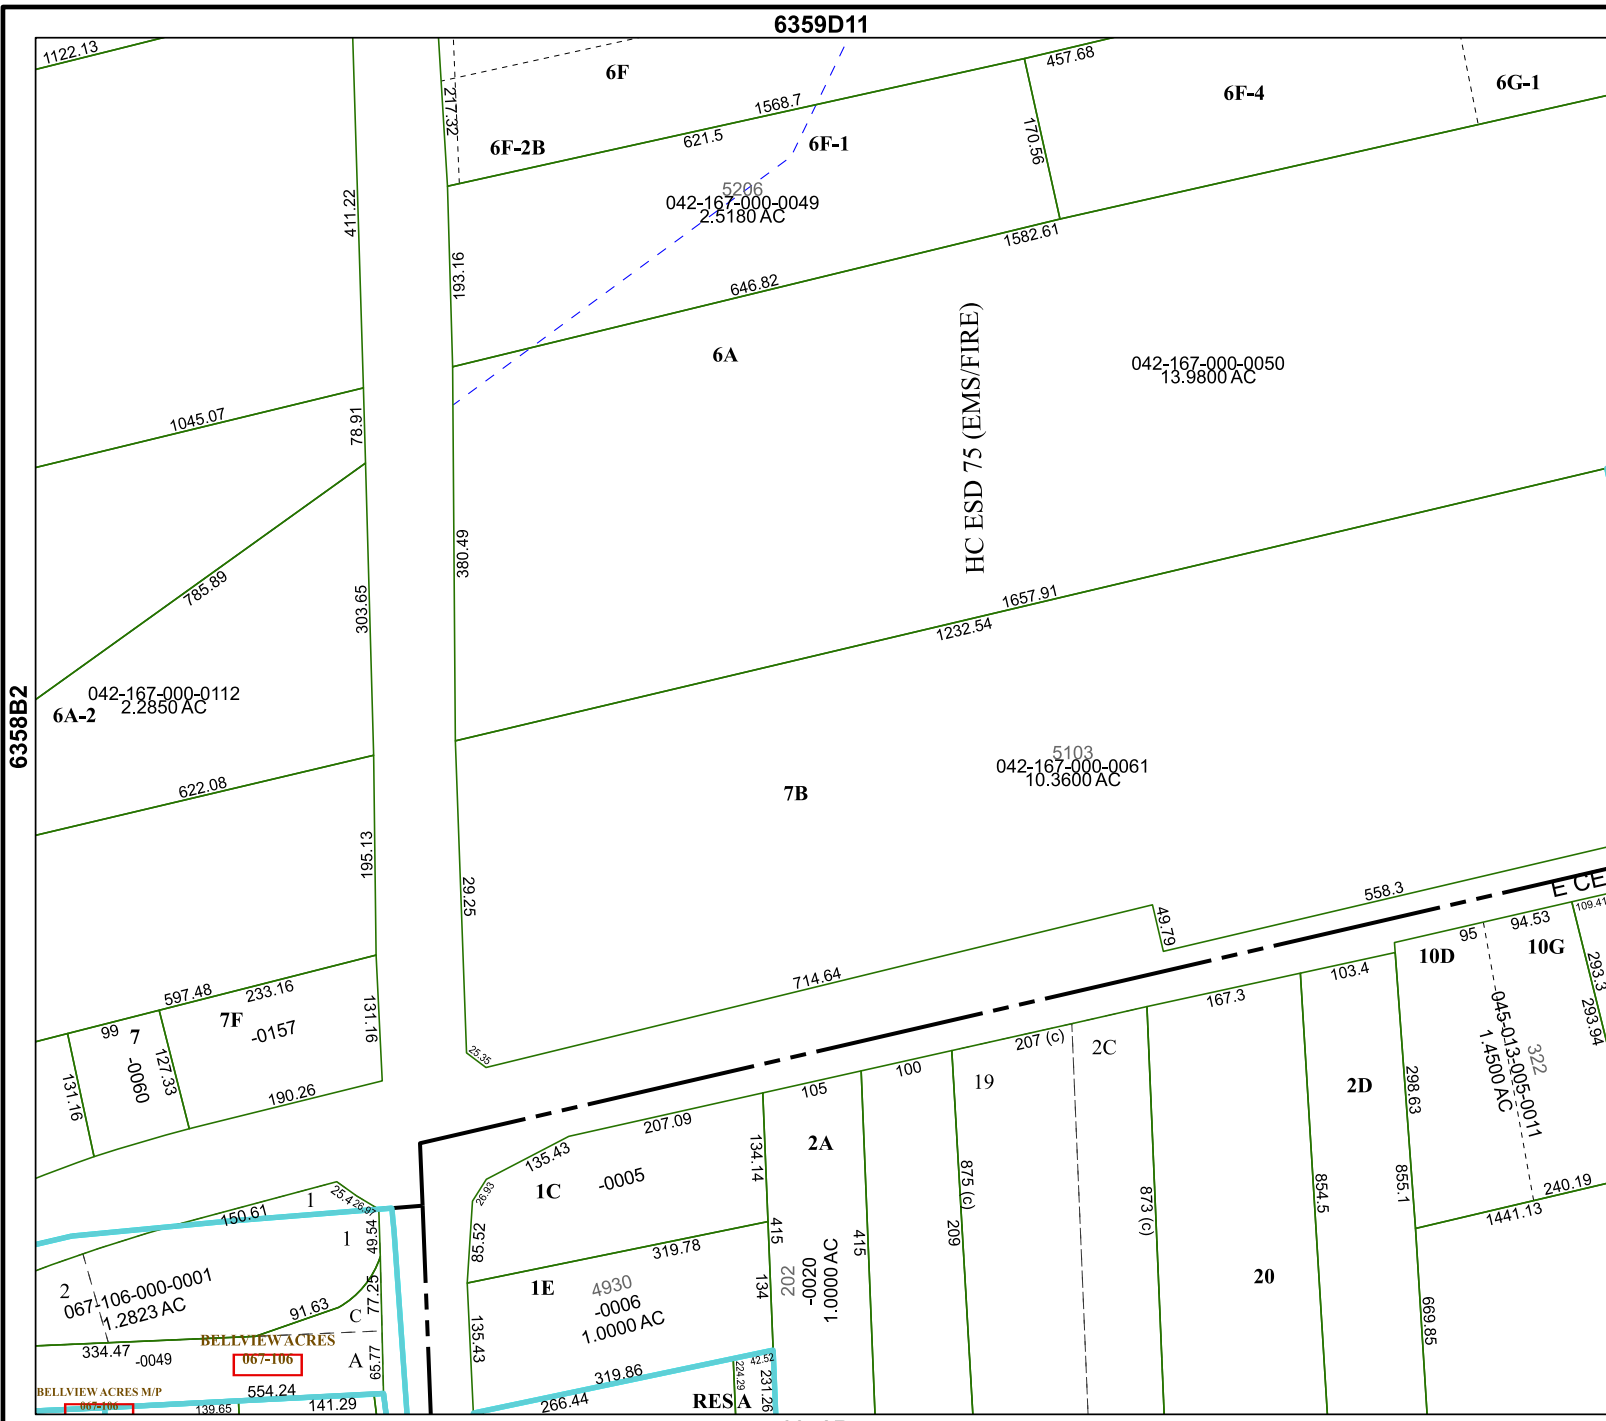 6359D11
1122.13
6F
457.68
6G-1
6F-4
217.32
1568.7
621.5
6F-1
6F-2B
170.56
5206
042-167-000-0049
2.5180 AC
411.22
193.16
1582.61
646.82
6A
HC ESD 75 (EMS/FIRE)
042-167-000-0050
13.9800 AC
1045.07
78.91
380.49
785.89
303.65
1657.91
1232.54
6358B2
042-167-000-0112
2.2850 AC
6A-2
5103
042-167-000-0061
10.3600 AC
622.08
7B
195.13
29.25
558.3
E CE
109.41
49.79
94.53
95
10D
10G
714.64
293.3
293.94
103.4
167.3
597.48
233.16
7F
-0157
131.16
99
7
-0060
127.33
131.16
190.26
25.35
207 (c)
2C
19
100
105
322
045-013-005-0011
1.4500 AC
298.63
2D
207.09
135.43
134.14
2A
1C
-0005
26.93
88.52
875 (c)
209
873 (c)
854.5
855.1
240.19
1441.13
25.4
26.97
1
150.61
49.54
1
319.78
415
415
202
-0020
1.0000 AC
2
067-106-000-0001
1.2823 AC
77.25
91.63
C
1E
4930
-0006
1.0000 AC
134
20
669.85
135.43
334.47
-0049
BELLVIEW ACRES
067-106
A
65.77
319.86
42.52
224.29
231.26
BELLVIEW ACRES M/P
067-106
554.24
139.65
141.29
266.44
RES A